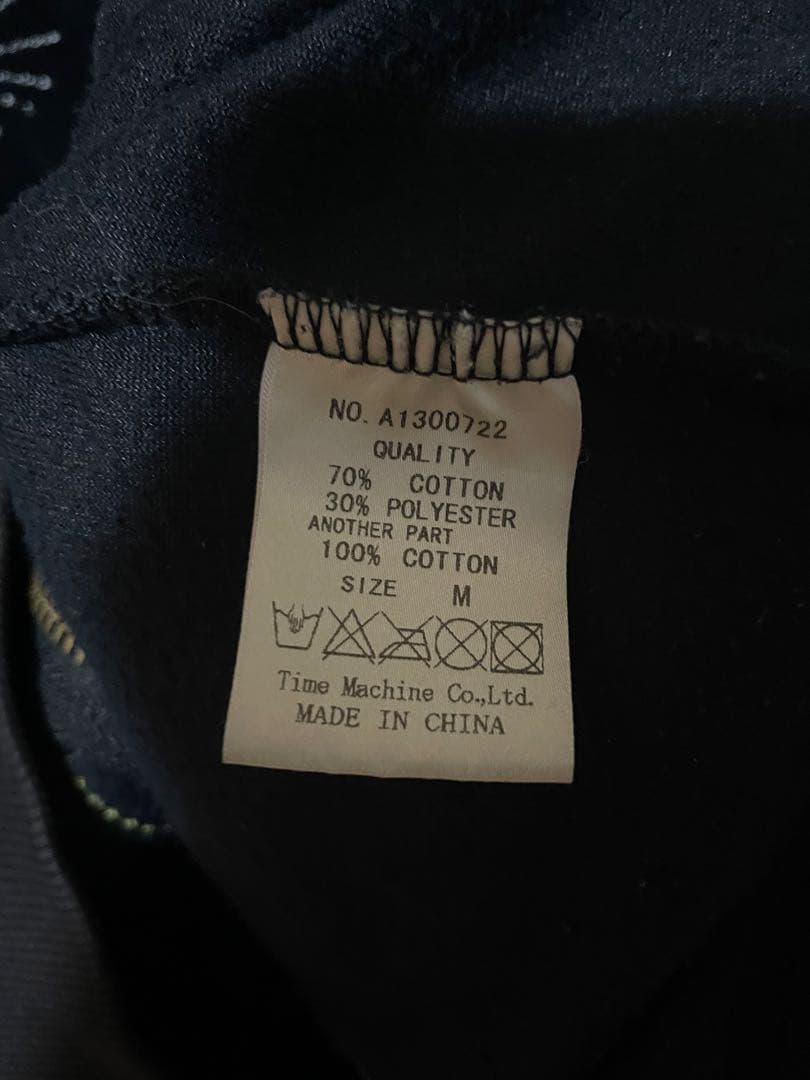 NO. A1300722
QUALITY
70% COTTON
30% POLYESTER
ANOTHER PART
100% COTTON
SIZE M
Time Machine Co.,Ltd.
MADE IN CHINA